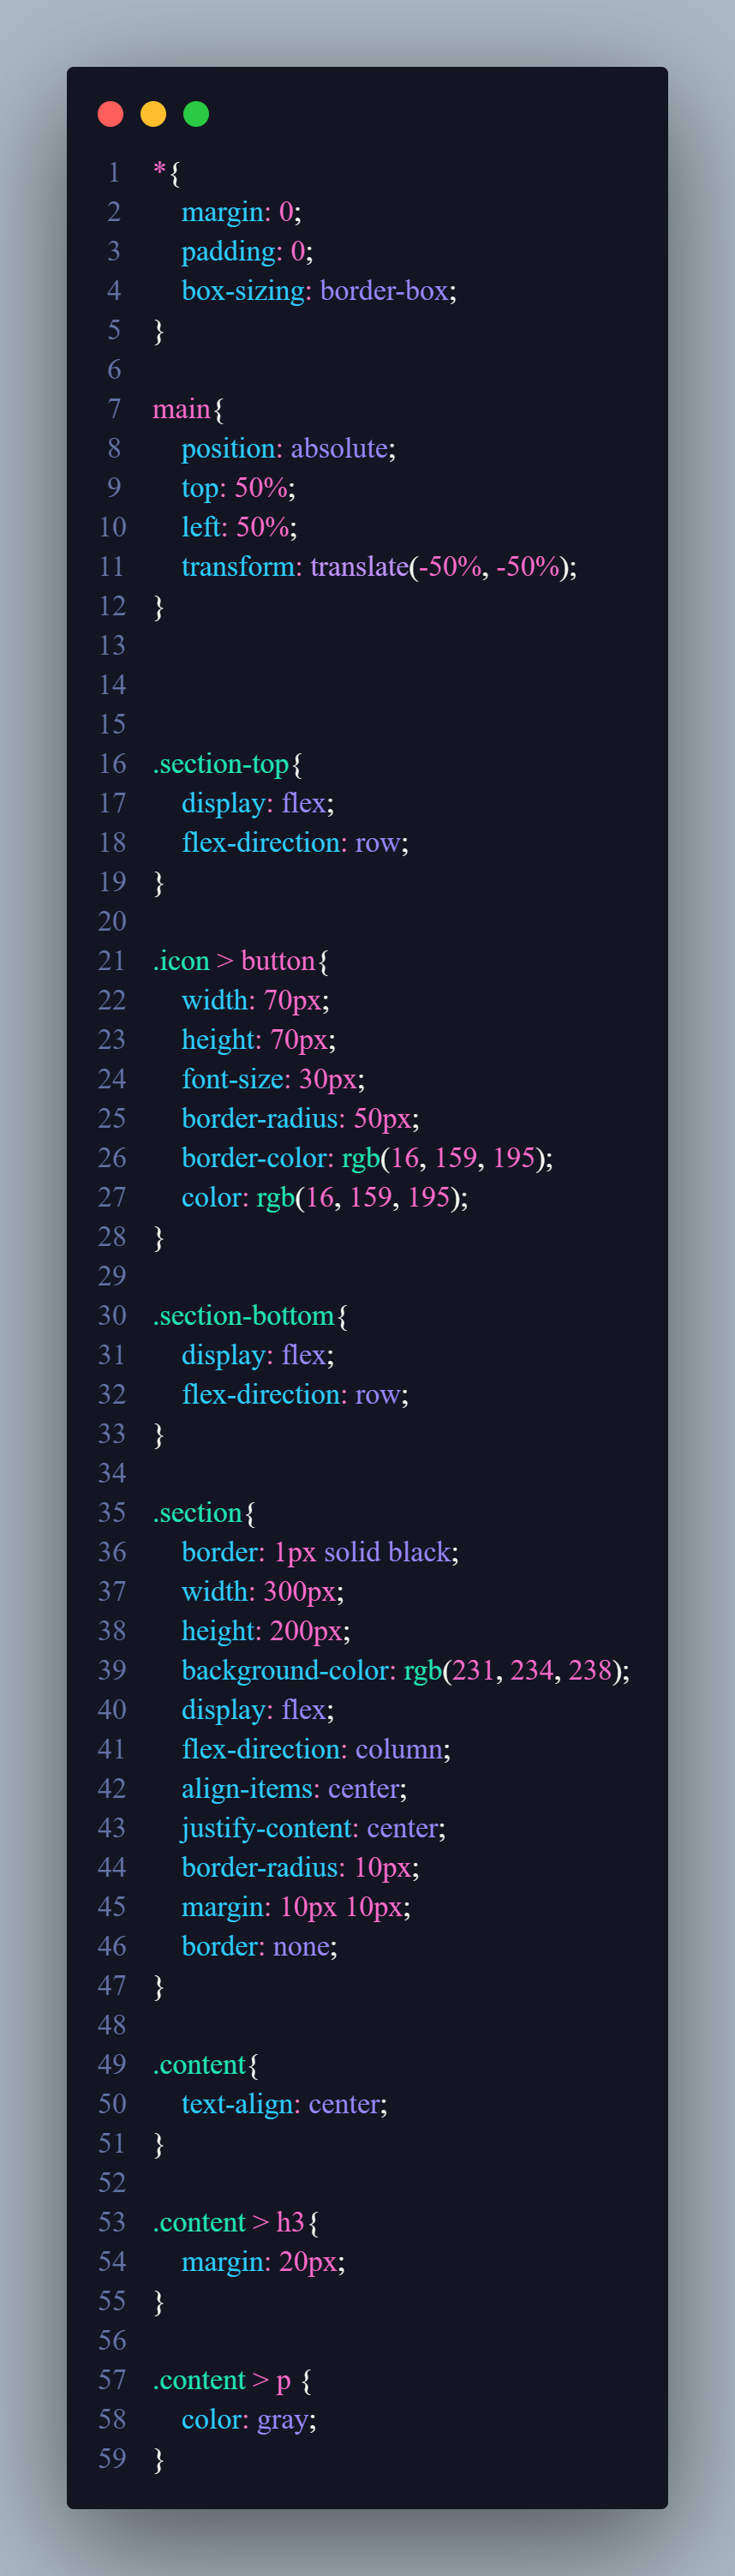 1 *{
2     margin: 0;
3     padding: 0;
4     box-sizing: border-box;
5 }
6
7 main{
8     position: absolute;
9     top: 50%;
10     left: 50%;
11     transform: translate(-50%, -50%);
12 }
13
14
15
16 .section-top{
17     display: flex;
18     flex-direction: row;
19 }
20
21 .icon > button{
22     width: 70px;
23     height: 70px;
24     font-size: 30px;
25     border-radius: 50px;
26     border-color: rgb(16, 159, 195);
27     color: rgb(16, 159, 195);
28 }
29
30 .section-bottom{
31     display: flex;
32     flex-direction: row;
33 }
34
35 .section{
36     border: 1px solid black;
37     width: 300px;
38     height: 200px;
39     background-color: rgb(231, 234, 238);
40     display: flex;
41     flex-direction: column;
42     align-items: center;
43     justify-content: center;
44     border-radius: 10px;
45     margin: 10px 10px;
46     border: none;
47 }
48
49 .content{
50     text-align: center;
51 }
52
53 .content > h3{
54     margin: 20px;
55 }
56
57 .content > p {
58     color: gray;
59 }